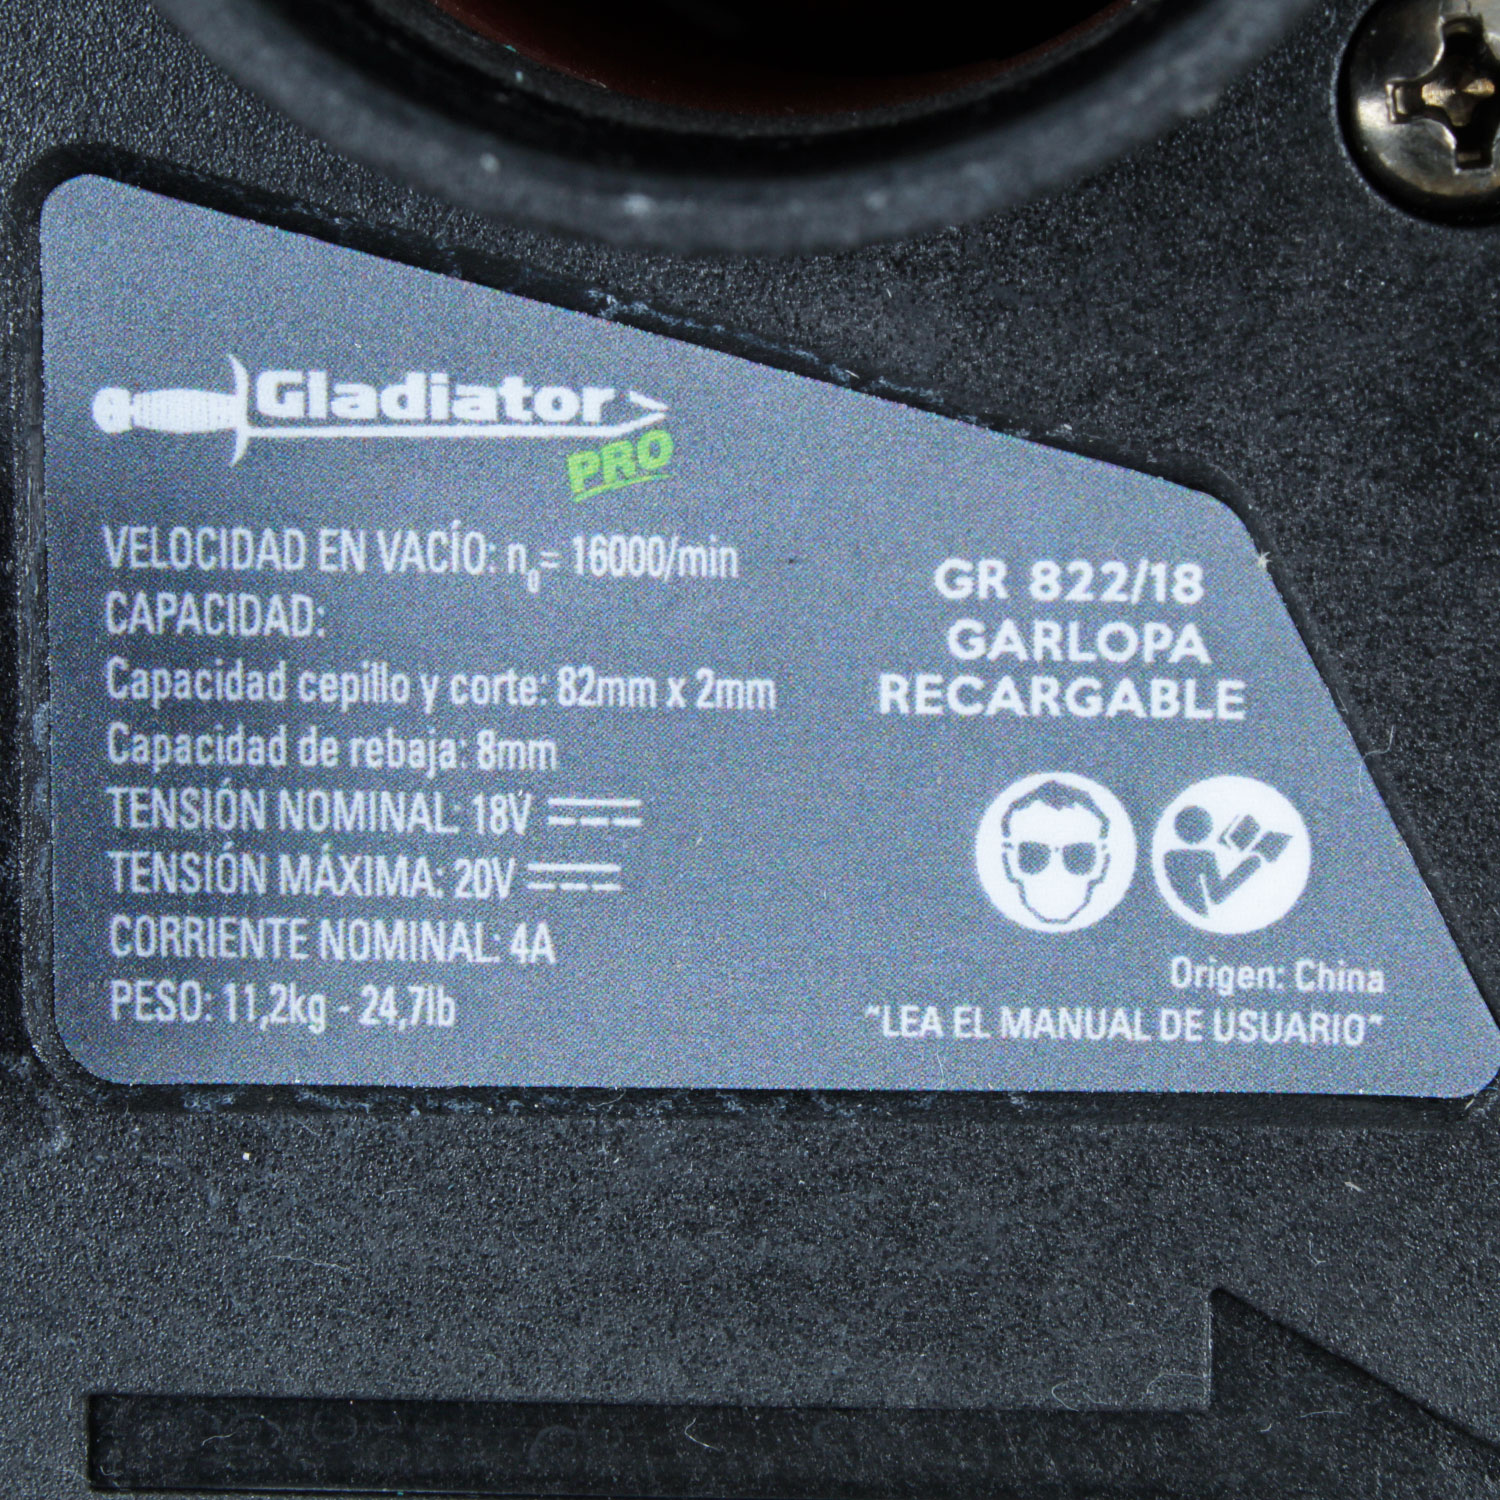 Gladiator
PRO
VELOCIDAD EN VACÍO: n₀= 16000/min
CAPACIDAD:
Capacidad cepillo y corte: 82mm x 2mm
Capacidad de rebaja: 8mm
TENSIÓN NOMINAL: 18V
TENSIÓN MÁXIMA: 20V
CORRIENTE NOMINAL: 4A
PESO: 11,2kg - 24,7lb
GR 822/18
GARLOPA
RECARGABLE
Origen: China
"LEA EL MANUAL DE USUARIO"